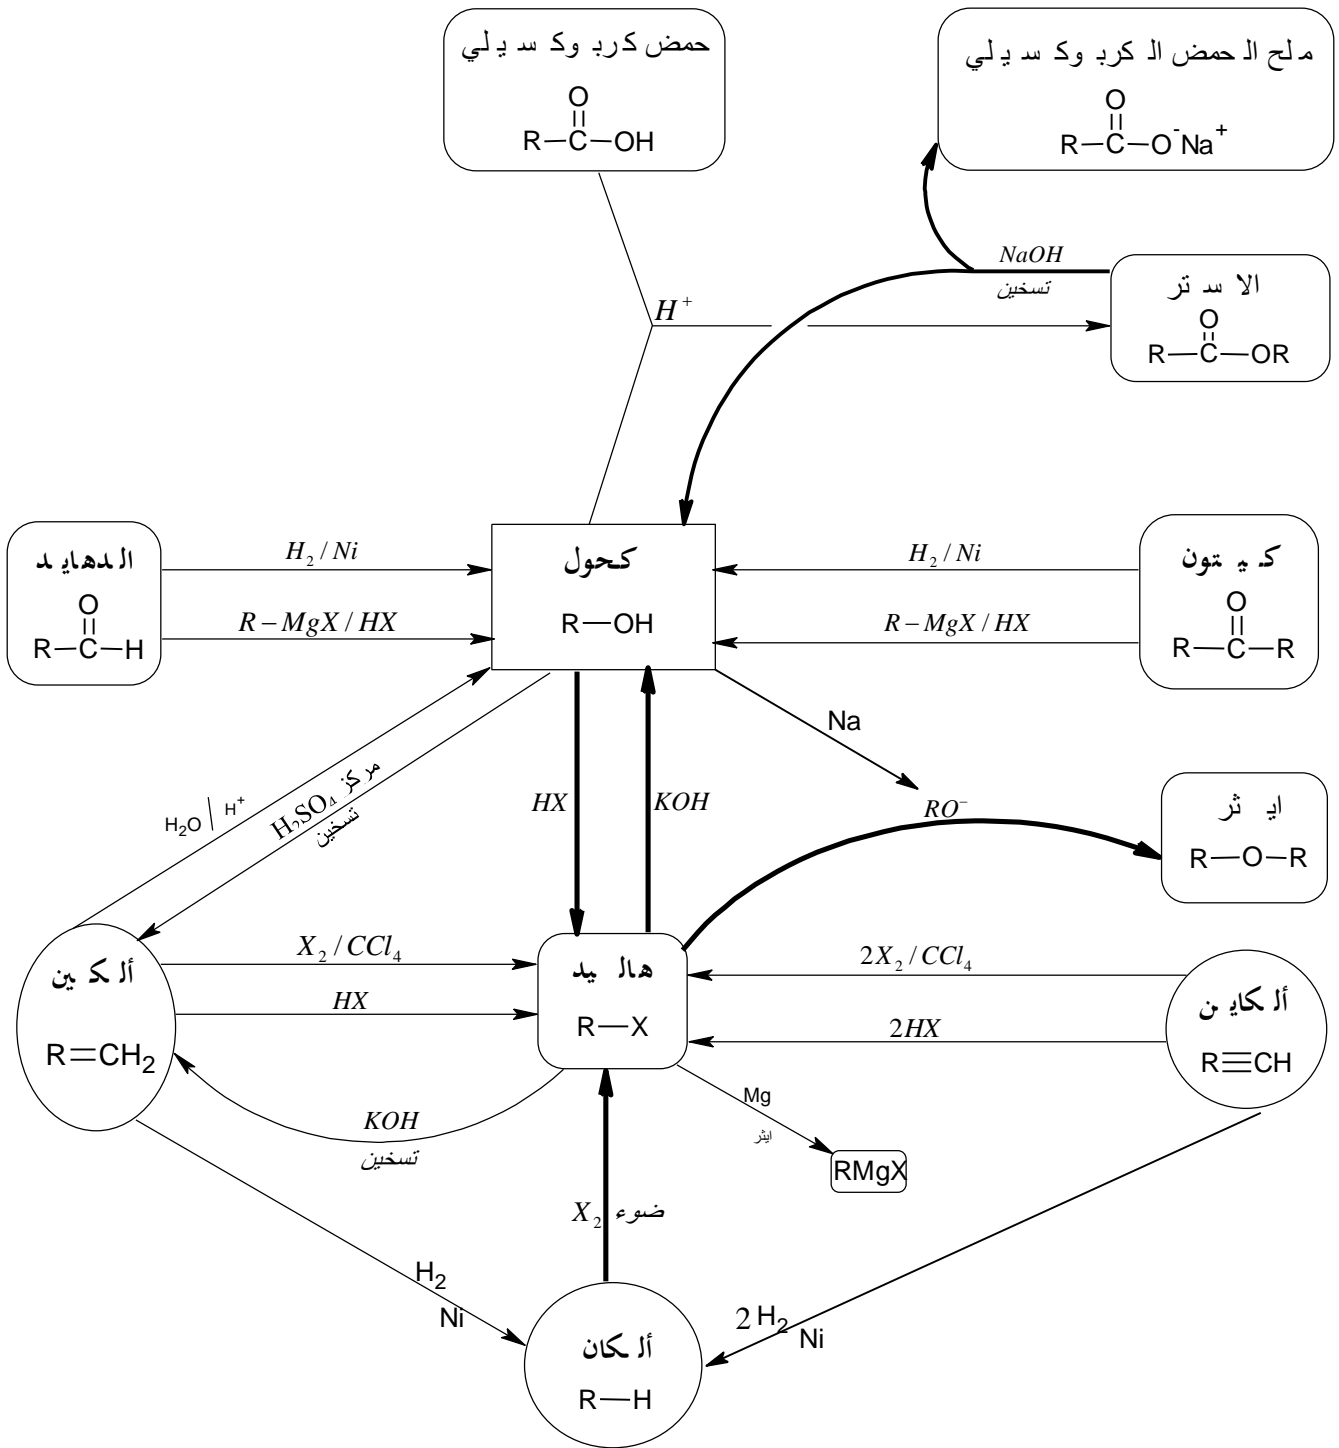 حمض كربوكسيلي
O
R—C—OH
ملح الحمض الكربوكسيلي
O
R—C—O⁻Na⁺
NaOH
تسخين
الاستر
O
R—C—OR
H⁺
الدهايد
O
R—C—H
H₂ / Ni
R – MgX / HX
كحول
R—OH
H₂ / Ni
R – MgX / HX
كيتون
O
R—C—R
Na
RO⁻
ايثر
R—O—R
H₂O / H⁺
H₂SO₄ مركز
تسخين
HX
KOH
ألكين
R=CH₂
X₂ / CCl₄
HX
هاليد
R—X
2X₂ / CCl₄
2HX
ألكاين
R≡CH
KOH
تسخين
Mg
ايثر
RMgX
X₂ ضوء
H₂
Ni
2H₂
Ni
ألكان
R—H